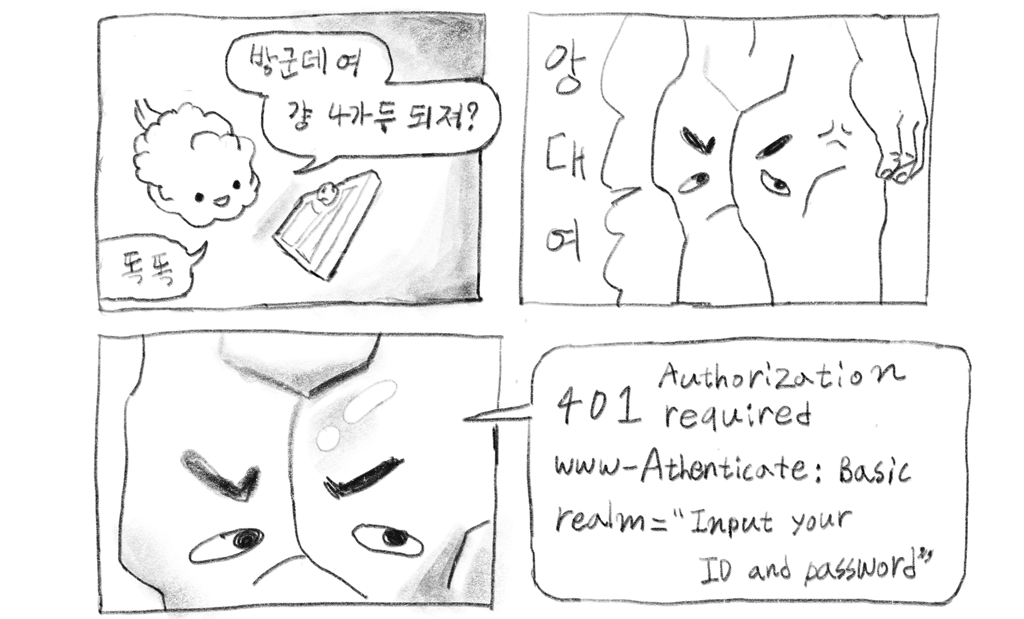 방군데여
걍 4가두 되져?
똑똑
앙
대
여
401 Authorization
required
www-Athenticate: Basic
realm="Input your
ID and password"